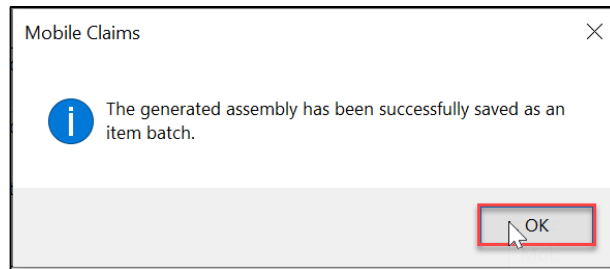 Mobile Claims
The generated assembly has been successfully saved as an
item batch.
OK